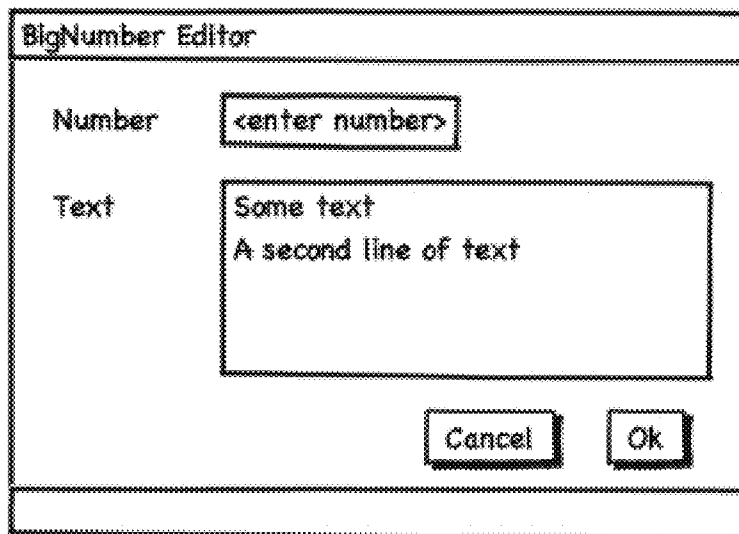 BigNumber Editor
Number <enter number>
Text
Some text
A second line of text
Cancel Ok